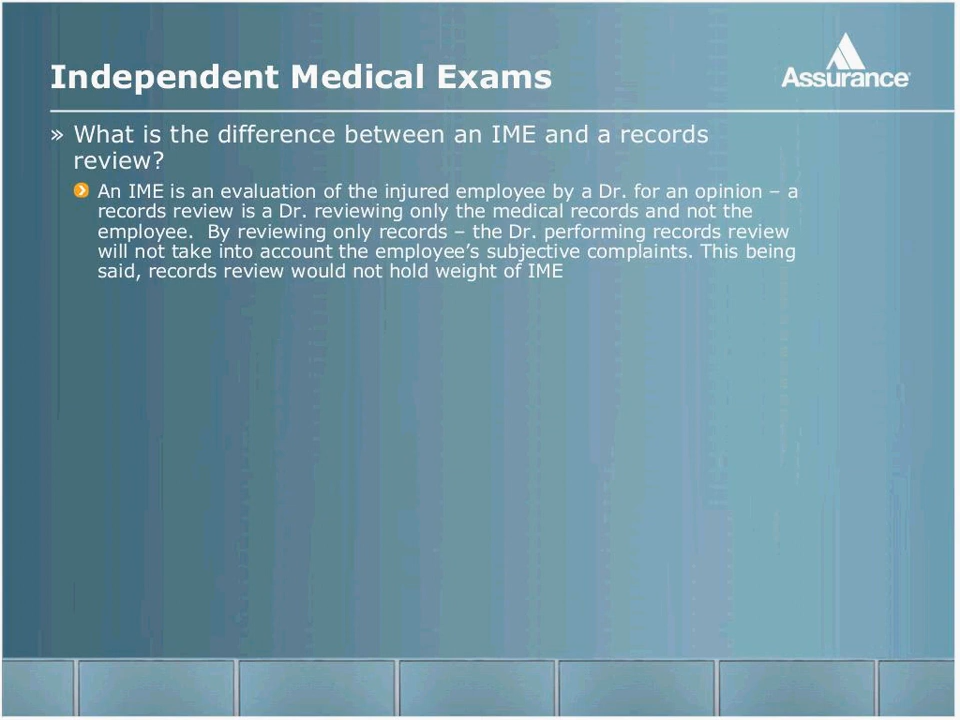 Independent Medical Exams
Assurance
» What is the difference between an IME and a records
review?
An IME is an evaluation of the injured employee by a Dr. for an opinion – a
records review is a Dr. reviewing only the medical records and not the
employee.  By reviewing only records – the Dr. performing records review
will not take into account the employee’s subjective complaints. This being
said, records review would not hold weight of IME